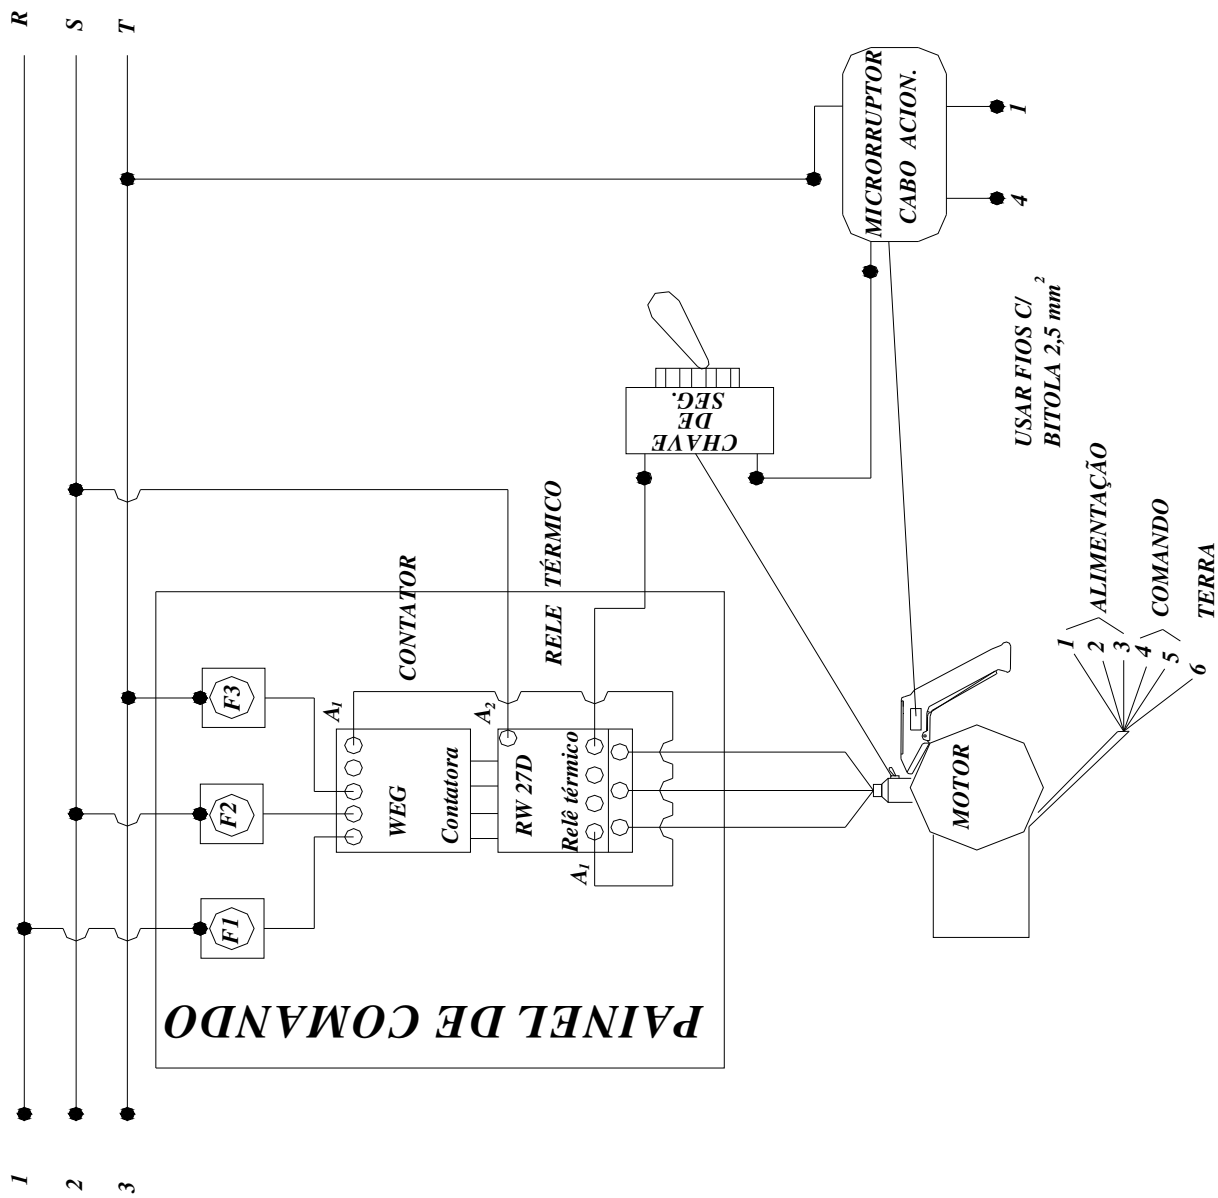 R
S
T
1
2
3
MICRORRUPTOR
CABO ACION.
1
4
USAR FIOS C/
BITOLA 2,5 mm²
CHAVE
DE
SEG.
CONTATOR
RELE TÉRMICO
F3
F2
F1
A1
WEG
Contatora
A2
RW 27D
Relê térmico
A1
PAINEL DE COMANDO
MOTOR
1
2
3
4
5
6
ALIMENTAÇÃO
COMANDO
TERRA